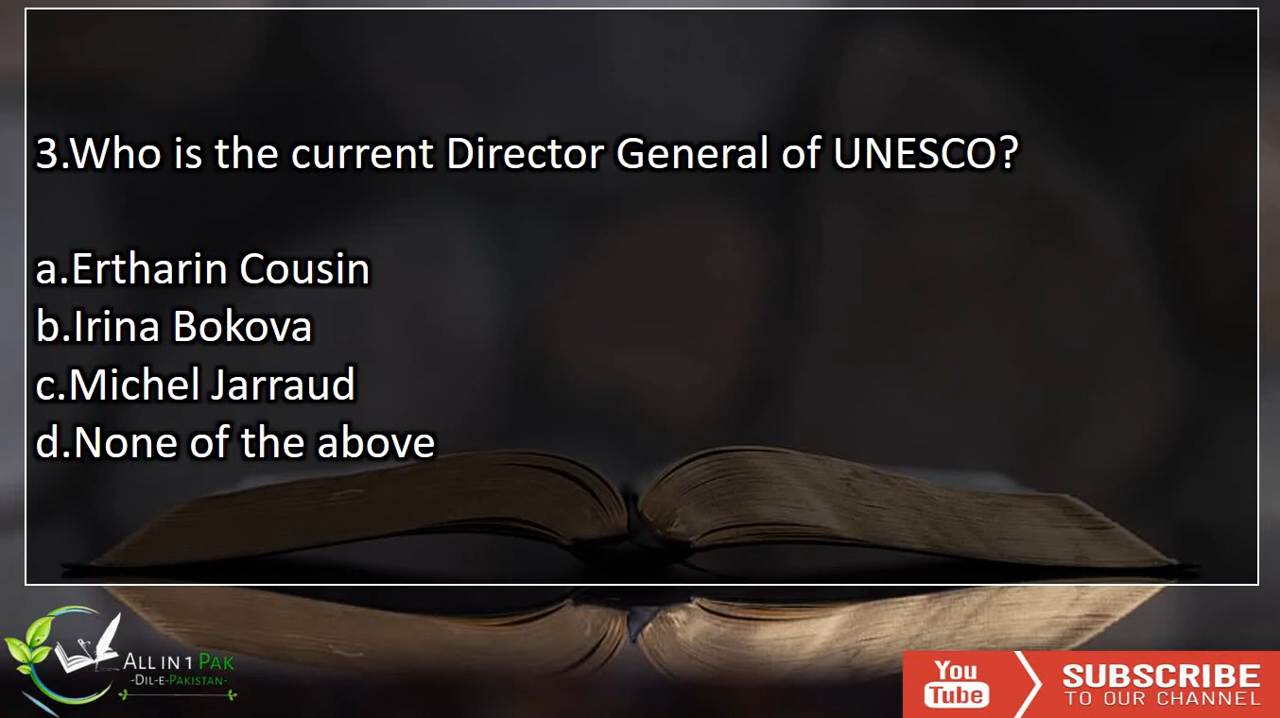 3.Who is the current Director General of UNESCO?
a.Ertharin Cousin
b.Irina Bokova
c.Michel Jarraud
d.None of the above
ALL IN 1 PAK
-DIL-E-PAKISTAN-
You
Tube
SUBSCRIBE
TO OUR CHANNEL